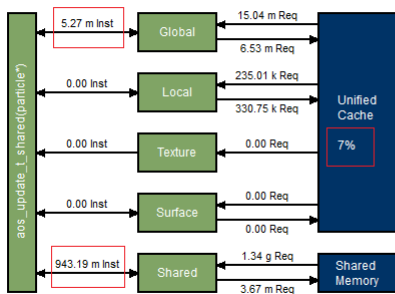 aos_update_t_shared(particle*)
5.27 m Inst
Global
15.04 m Req
6.53 m Req
0.00 Inst
Local
235.01 k Req
330.75 k Req
0.00 Inst
Texture
0.00 Req
0.00 Inst
Surface
0.00 Req
0.00 Req
Unified
Cache
7%
943.19 m Inst
Shared
1.34 g Req
3.67 m Req
Shared
Memory